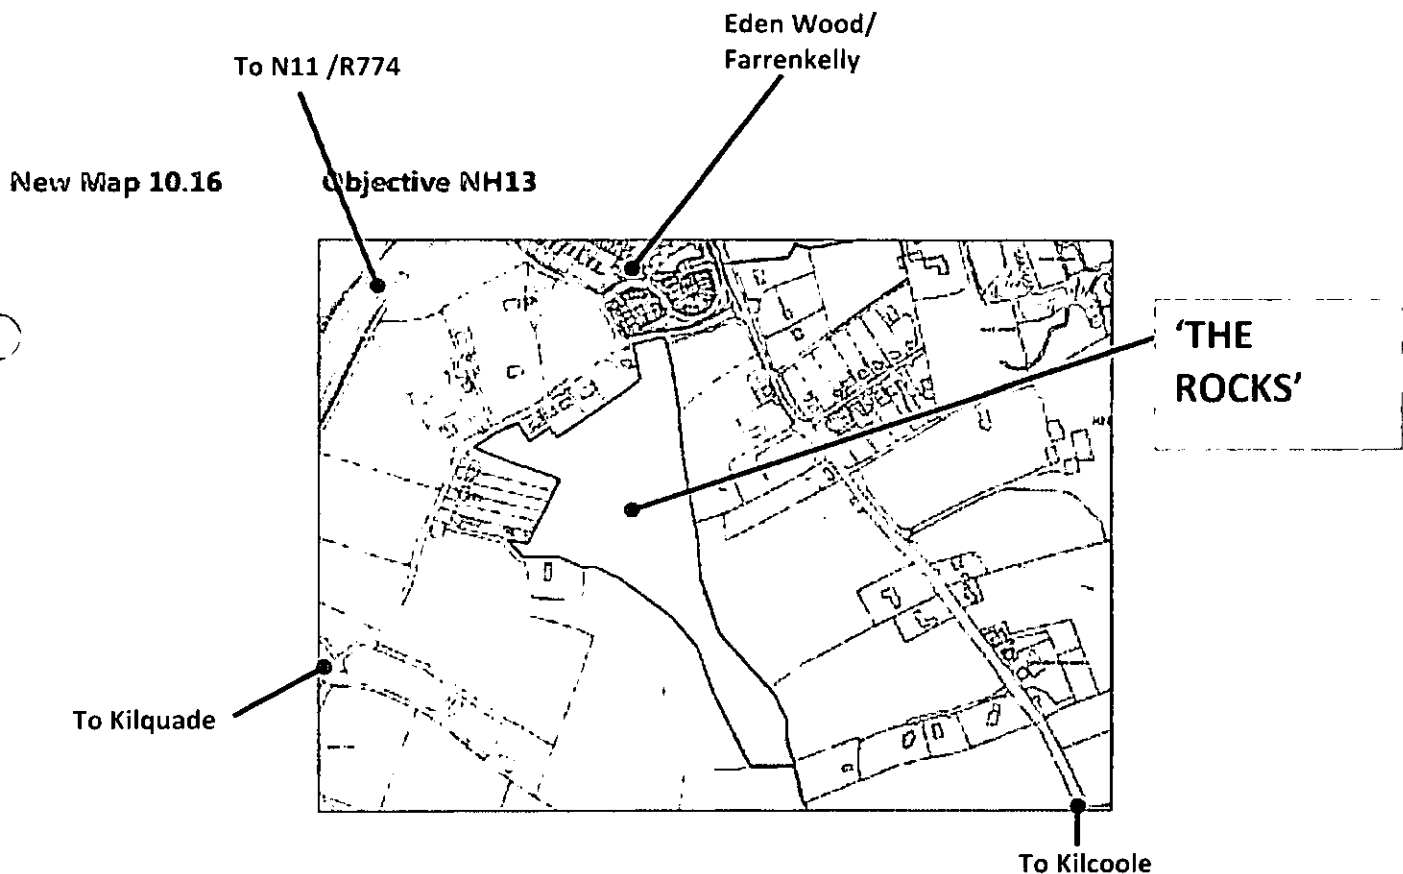 Eden Wood/
Farrenkelly
To N11 /R774
New Map 10.16 Objective NH13
‘THE
ROCKS’
To Kilquade
To Kilcoole